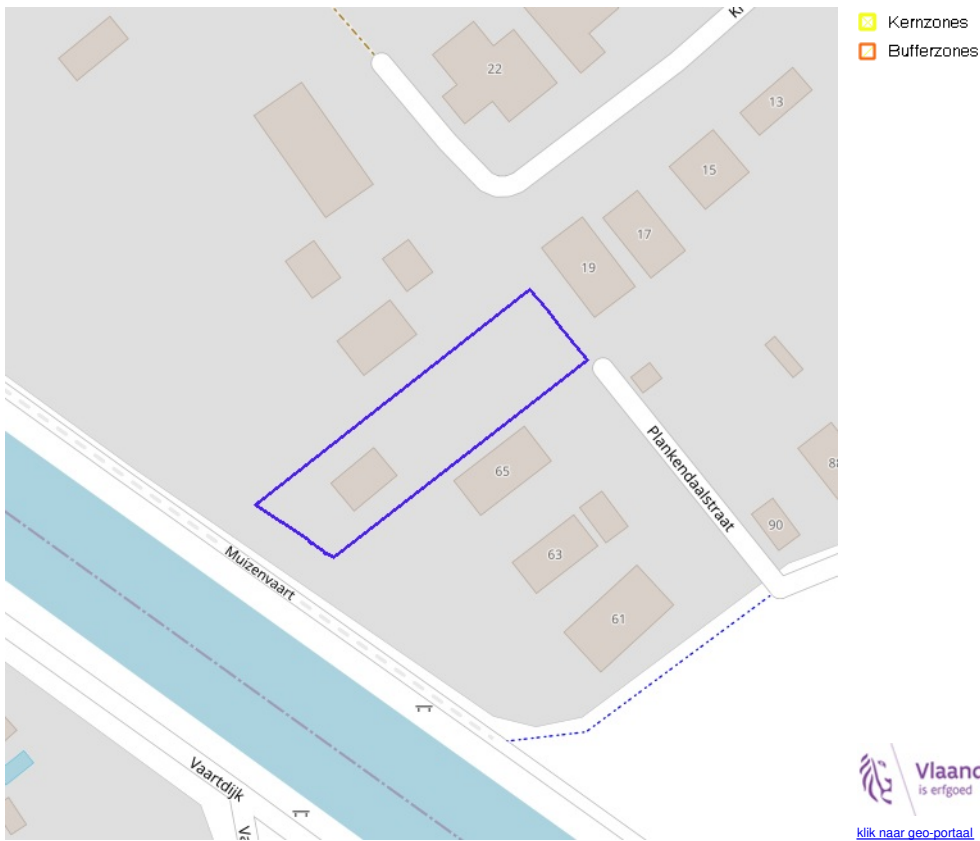 Kernzones
Bufferzones
22
13
15
17
19
65
63
61
90
Plankendaalstraat
Muizenvaart
Vaartdijk
Vlaand
is erfgoed
klik naar geo-portaal